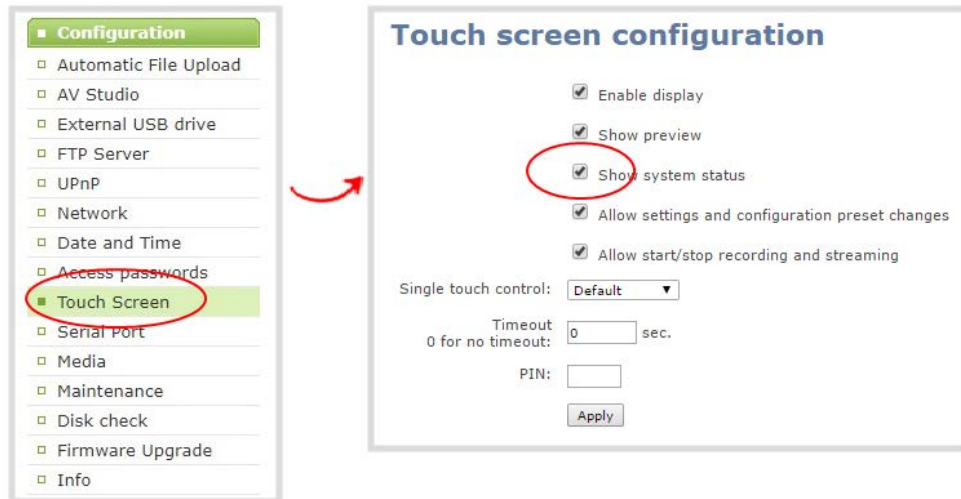 Configuration
Automatic File Upload
AV Studio
External USB drive
FTP Server
UPnP
Network
Date and Time
Access passwords
Touch Screen
Serial Port
Media
Maintenance
Disk check
Firmware Upgrade
Info
Touch screen configuration
Enable display
Show preview
Show system status
Allow settings and configuration preset changes
Allow start/stop recording and streaming
Single touch control: Default
Timeout
0 for no timeout: 0 sec.
PIN:
Apply